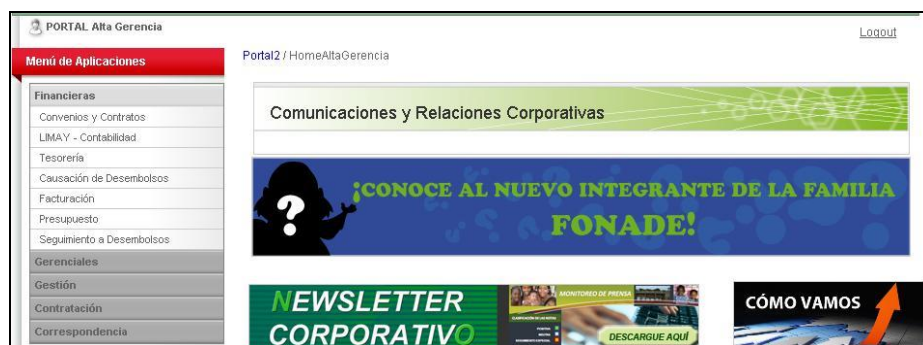 PORTAL Alta Gerencia
Logout
Menú de Aplicaciones
Portal2 / HomeAltaGerencia
Financieras
Convenios y Contratos
LIMAY - Contabilidad
Tesorería
Causación de Desembolsos
Facturación
Presupuesto
Seguimiento a Desembolsos
Gerenciales
Gestión
Contratación
Correspondencia
Comunicaciones y Relaciones Corporativas
?
¡CONOCE AL NUEVO INTEGRANTE DE LA FAMILIA
FONADE!
NEWSLETTER
CORPORATIVO
MONITOREO DE PRENSA
DESCARGUE AQUÍ
CÓMO VAMOS